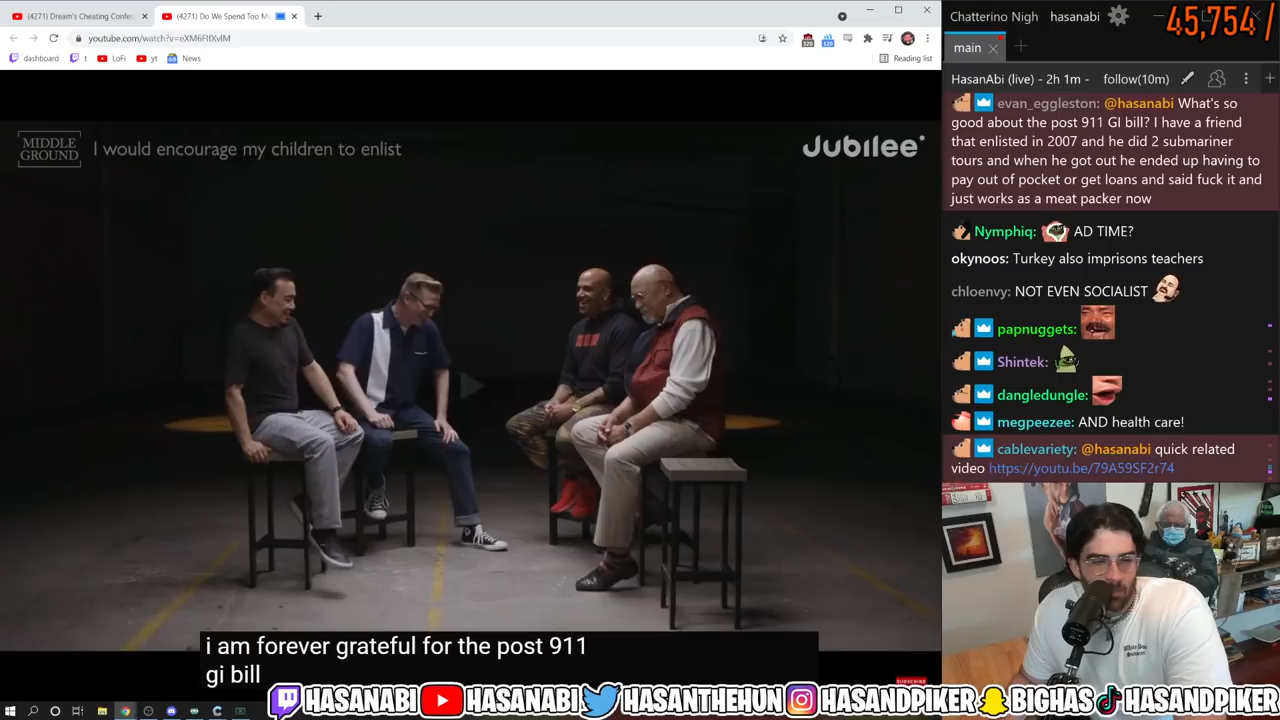 (4271) Dream's Cheating Confes
(4271) Do We Spend Too M
youtube.com/watch?v=eXM6FIfXvlM
320
320
dashboard
t
LoFi
yt
News
Reading list
MIDDLE
GROUND
I would encourage my children to enlist
Jubilee
i am forever grateful for the post 911
gi bill
SUBSCRIBE
Chatterino Nigh
hasanabi
45,754 /
main
HasanAbi (live) - 2h 1m -
follow(10m)
evan_eggleston: @hasanabi What's so
good about the post 911 GI bill? I have a friend
that enlisted in 2007 and he did 2 submariner
tours and when he got out he ended up having to
pay out of pocket or get loans and said fuck it and
just works as a meat packer now
Nymphiq: AD TIME?
okynoos: Turkey also imprisons teachers
chloenvy: NOT EVEN SOCIALIST
papnuggets:
Shintek:
dangledungle:
megpeezee: AND health care!
cablevariety: @hasanabi quick related
video https://youtu.be/79A59SF2r74
HASANABI HASANABI HASANTHEHUN HASANDPIKER BIGHAS HASANDPIKER